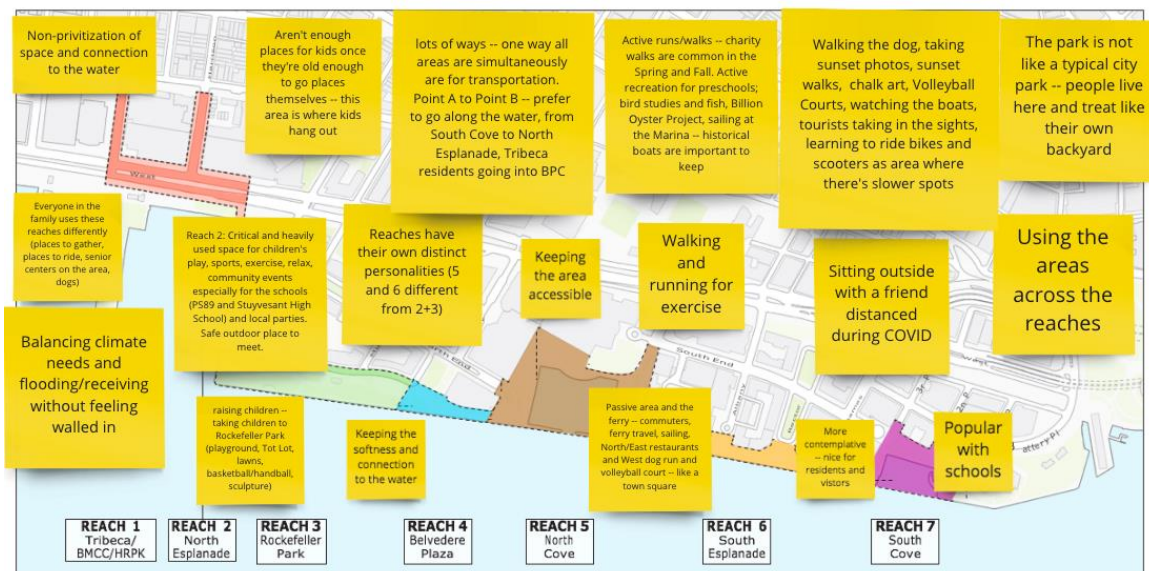 Non-privitization of
space and connection
to the water
Aren't enough
places for kids once
they're old enough
to go places
themselves -- this
area is where kids
hang out
lots of ways -- one way all
areas are simultaneously
are for transportation.
Point A to Point B -- prefer
to go along the water, from
South Cove to North
Esplanade, Tribeca
residents going into BPC
Active runs/walks -- charity
walks are common in the
Spring and Fall. Active
recreation for preschools;
bird studies and fish, Billion
Oyster Project, sailing at
the Marina -- historical
boats are important to
keep
Walking the dog, taking
sunset photos, sunset
walks, chalk art, Volleyball
Courts, watching the boats,
tourists taking in the sights,
learning to ride bikes and
scooters as area where
there's slower spots
The park is not
like a typical city
park -- people live
here and treat like
their own
backyard
West
Everyone in the
family uses these
reaches differently
(places to gather,
places to ride, senior
centers on the area,
dogs)
Reach 2: Critical and heavily
used space for children's
play, sports, exercise, relax,
community events
especially for the schools
(PS89 and Stuyvesant High
School) and local parties.
Safe outdoor place to
meet.
Reaches have
their own distinct
personalities (5
and 6 different
from 2+3)
Keeping
the area
accessible
Walking
and
running for
exercise
Sitting outside
with a friend
distanced
during COVID
Using the
areas
across the
reaches
Balancing climate
needs and
flooding/receiving
without feeling
walled in
End
South End
West
Albany
2nd P
attery Pl
raising children --
taking children to
Rockefeller Park
(playground, Tot Lot,
lawns,
basketball/handball,
sculpture)
Keeping the
softness and
connection
to the water
Passive area and the
ferry -- commuters,
ferry travel, sailing,
North/East restaurants
and West dog run and
volleyball court -- like a
town square
More
contemplative
-- nice for
residents and
vistors
Popular
with
schools
REACH 1
Tribeca/
BMCC/HRPK
REACH 2
North
Esplanade
REACH 3
Rockefeller
Park
REACH 4
Belvedere
Plaza
REACH 5
North
Cove
REACH 6
South
Esplanade
REACH 7
South
Cove